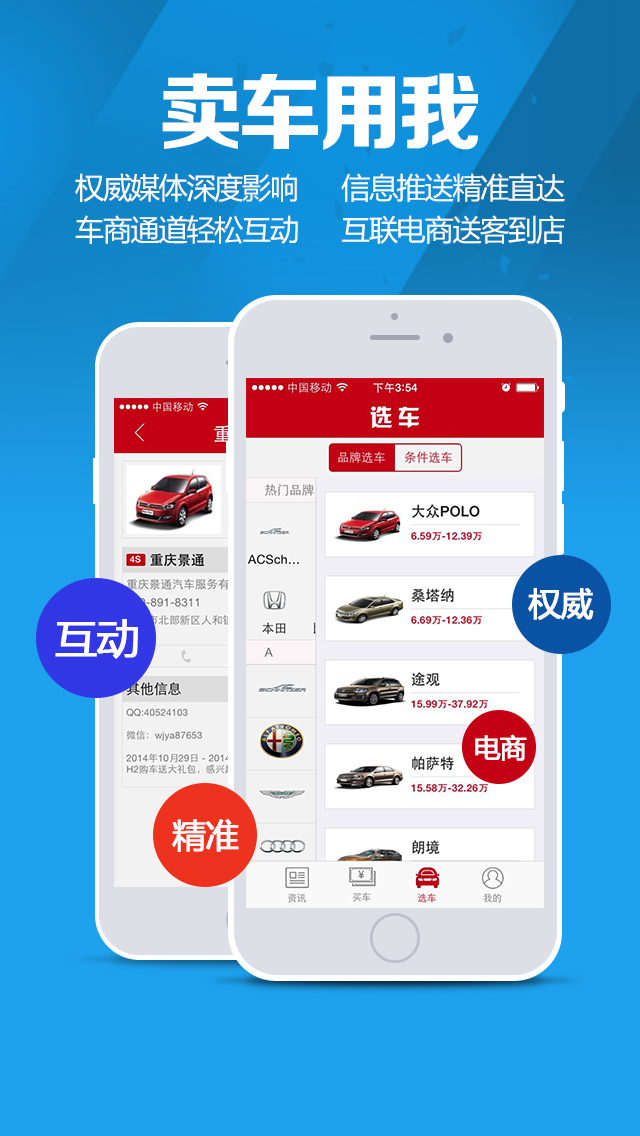 卖车用我
权威媒体深度影响 信息推送精准直达
车商通道轻松互动 互联电商送客到店
中国移动
重
4S 重庆景通
重庆景通汽车服务有
-891-8311
市北部新区人和
其他信息
QQ:40524103
微信：wjya87653
2014年10月29日 - 2014
H2购车送大礼包，感兴
中国移动 下午3:54
选车
品牌选车 条件选车
热门品牌
ACSch...
本田
A
大众POLO
6.59万-12.39万
桑塔纳
6.69万-12.36万
途观
15.99万-37.92万
帕萨特
15.58万-32.26万
朗境
资讯 买车 选车 我的
互动
精准
权威
电商